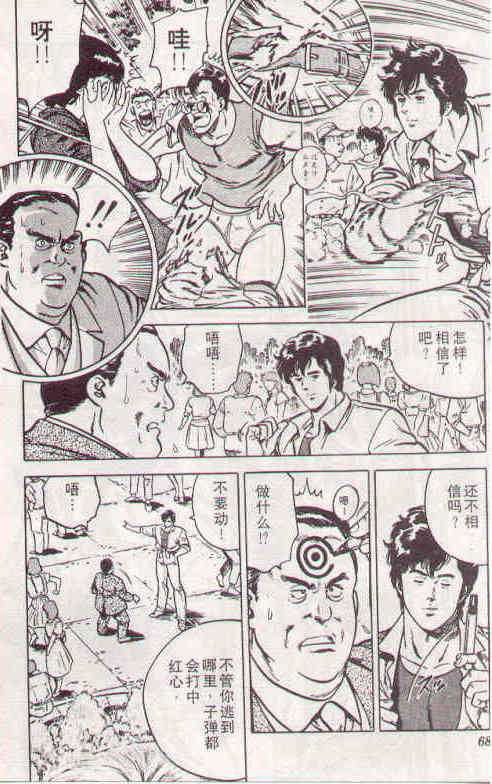 嗯?
哇!!
呀!!
!!
怎样!
相信了
吧?
唔唔……
还不相
信吗?
嗯!
做什么!?
不要动!
唔…
不管你逃到
哪里,子弹都
会打中
红心.
68